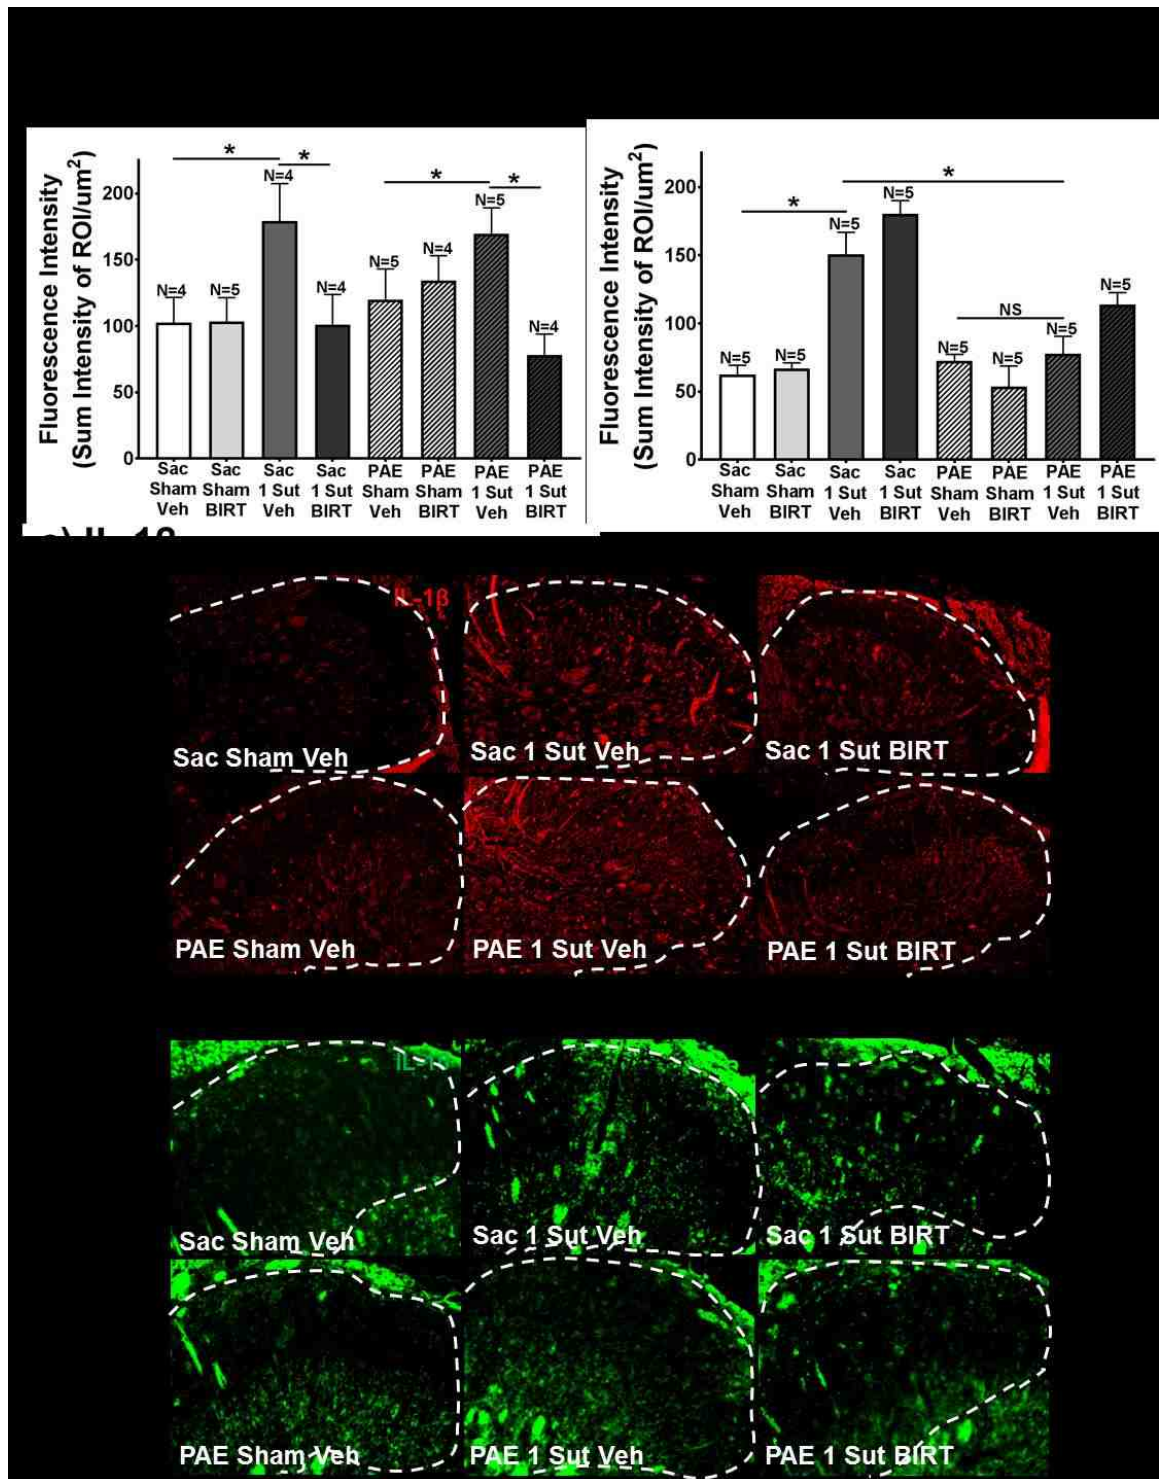 Fluorescence Intensity
(Sum Intensity of ROI/um²)
200
150
100
50
0
*
*
*
*
N=4
N=5
N=4
N=4
N=5
N=4
N=5
N=4
Sac Sham Veh
Sac Sham BIRT
Sac 1 Sut Veh
Sac 1 Sut BIRT
PAE Sham Veh
PAE Sham BIRT
PAE 1 Sut Veh
PAE 1 Sut BIRT
Fluorescence Intensity
(Sum Intensity of ROI/um²)
200
150
100
50
0
*
*
NS
N=5
N=5
N=5
N=5
N=5
N=5
N=5
N=5
Sac Sham Veh
Sac Sham BIRT
Sac 1 Sut Veh
Sac 1 Sut BIRT
PAE Sham Veh
PAE Sham BIRT
PAE 1 Sut Veh
PAE 1 Sut BIRT
IL-1β
Sac Sham Veh
Sac 1 Sut Veh
Sac 1 Sut BIRT
PAE Sham Veh
PAE 1 Sut Veh
PAE 1 Sut BIRT
Sac Sham Veh
Sac 1 Sut Veh
Sac 1 Sut BIRT
PAE Sham Veh
PAE 1 Sut Veh
PAE 1 Sut BIRT